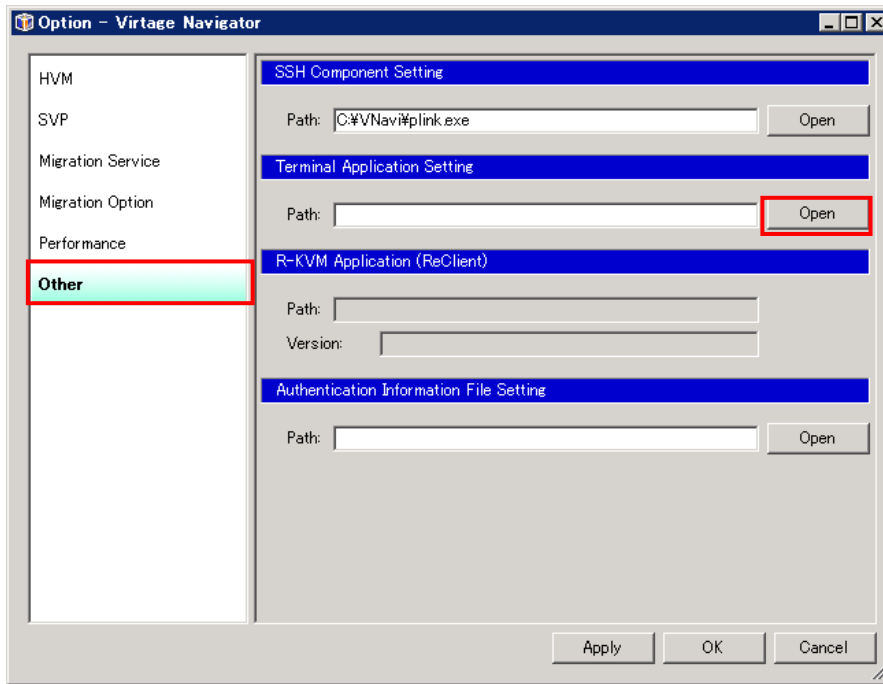 Option - Virtage Navigator
HVM
SVP
Migration Service
Migration Option
Performance
Other
SSH Component Setting
Path: C:¥VNavi¥plink.exe Open
Terminal Application Setting
Path: Open
R-KVM Application (ReClient)
Path:
Version:
Authentication Information File Setting
Path: Open
Apply OK Cancel